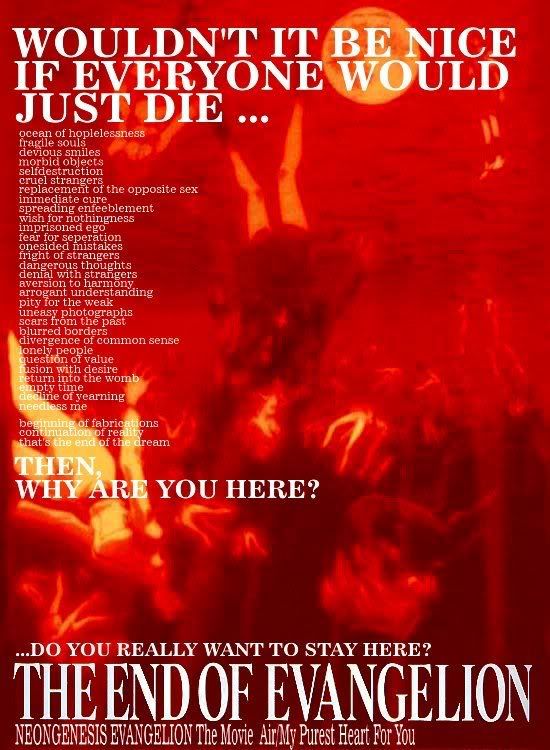 WOULDN'T IT BE NICE
IF EVERYONE WOULD
JUST DIE ...
ocean of hoplelessness
fragile souls
devious smiles
morbid objects
selfdestruction
cruel strangers
replacement of the opposite sex
immediate cure
spreading enfeeblement
wish for nothingness
imprisoned ego
fear for seperation
onesided mistakes
fright of strangers
dangerous thoughts
denial with strangers
aversion to harmony
arrogant understanding
pity for the weak
uneasy photographs
scars from the past
blurred borders
divergence of common sense
lonely people
question of value
fusion with desire
return into the womb
empty time
decline of yearning
needless me
beginning of fabrications
continuation of reality
that's the end of the dream
THEN,
WHY ARE YOU HERE?
...DO YOU REALLY WANT TO STAY HERE?
THE END OF EVANGELION
NEONGENESIS EVANGELION The Movie Air/My Purest Heart For You